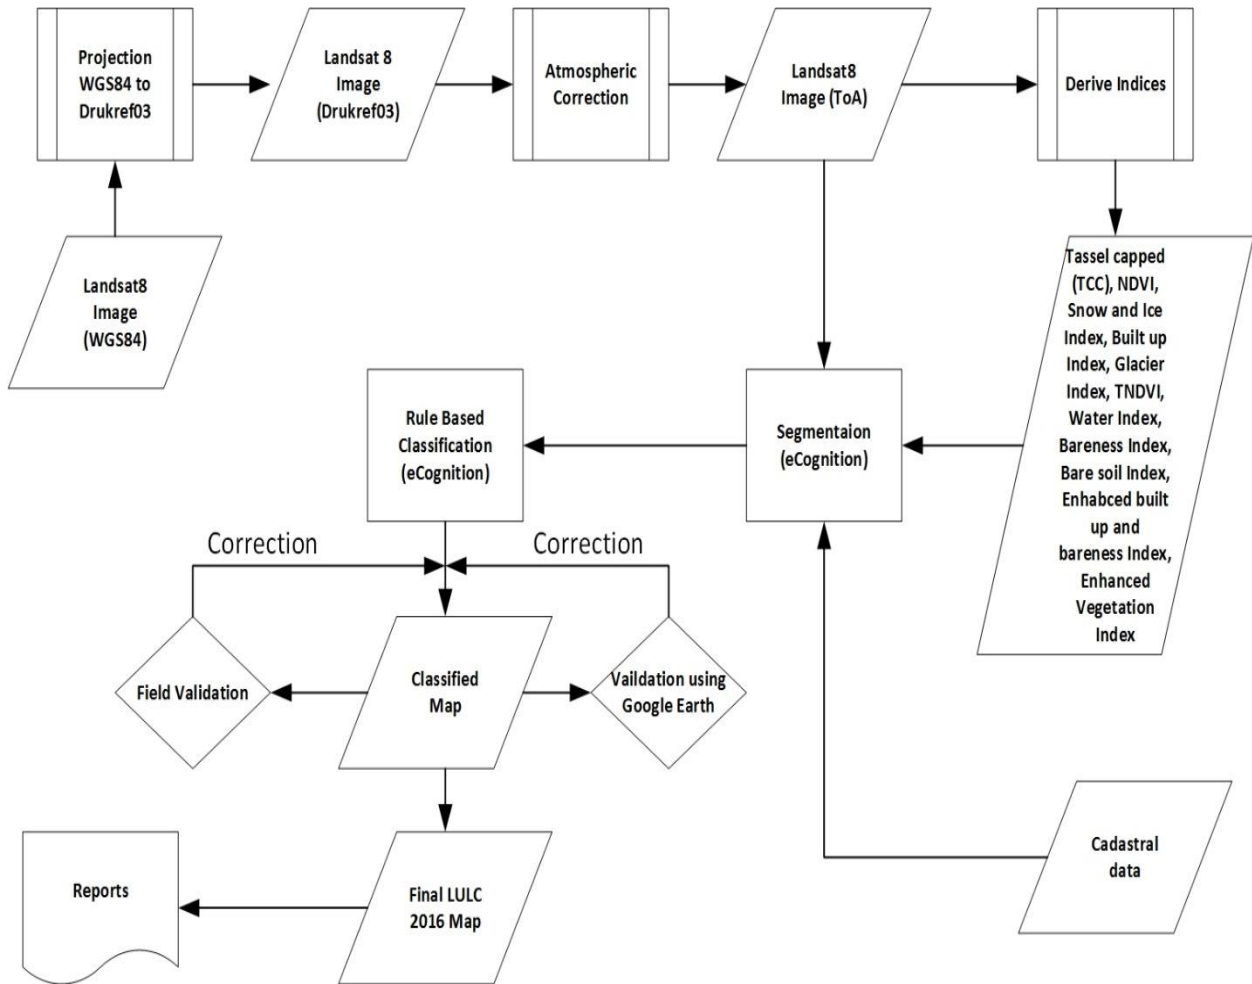 Projection
WGS84 to
Drukref03
Landsat 8
Image
(Drukref03)
Atmospheric
Correction
Landsat8
Image (ToA)
Derive Indices
Landsat8
Image
(WGS84)
Tassel capped
(TCC), NDVI,
Snow and Ice
Index, Built up
Index, Glacier
Index, TNDVI,
Water Index,
Bareness Index,
Bare soil Index,
Enhabced built
up and
bareness Index,
Enhanced
Vegetation
Index
Rule Based
Classification
(eCognition)
Segmentaion
(eCognition)
Correction
Correction
Field Validation
Classified
Map
Vaildation using
Google Earth
Cadastral
data
Reports
Final LULC
2016 Map